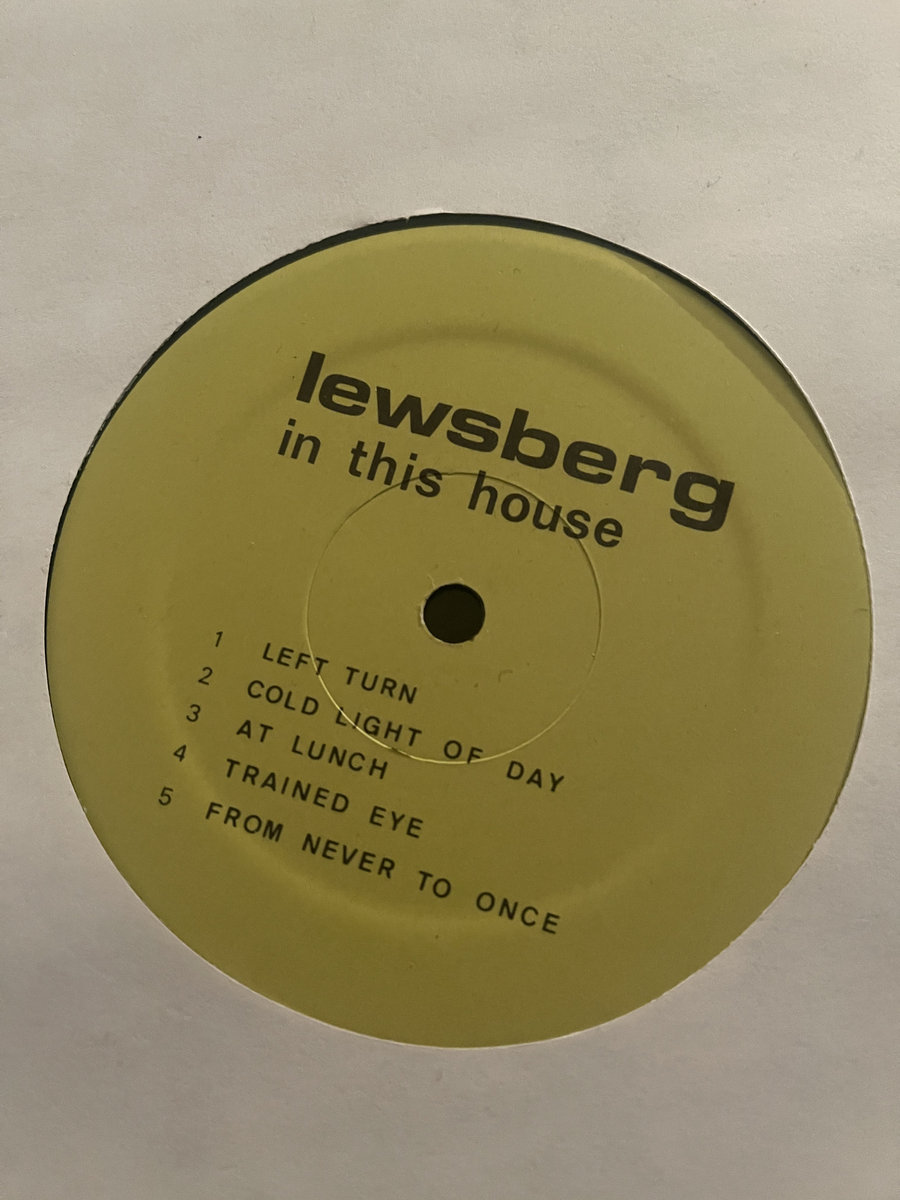 lewsberg
in this house
1 LEFT TURN
2 COLD LIGHT OF DAY
3 AT LUNCH
4 TRAINED EYE
5 FROM NEVER TO ONCE